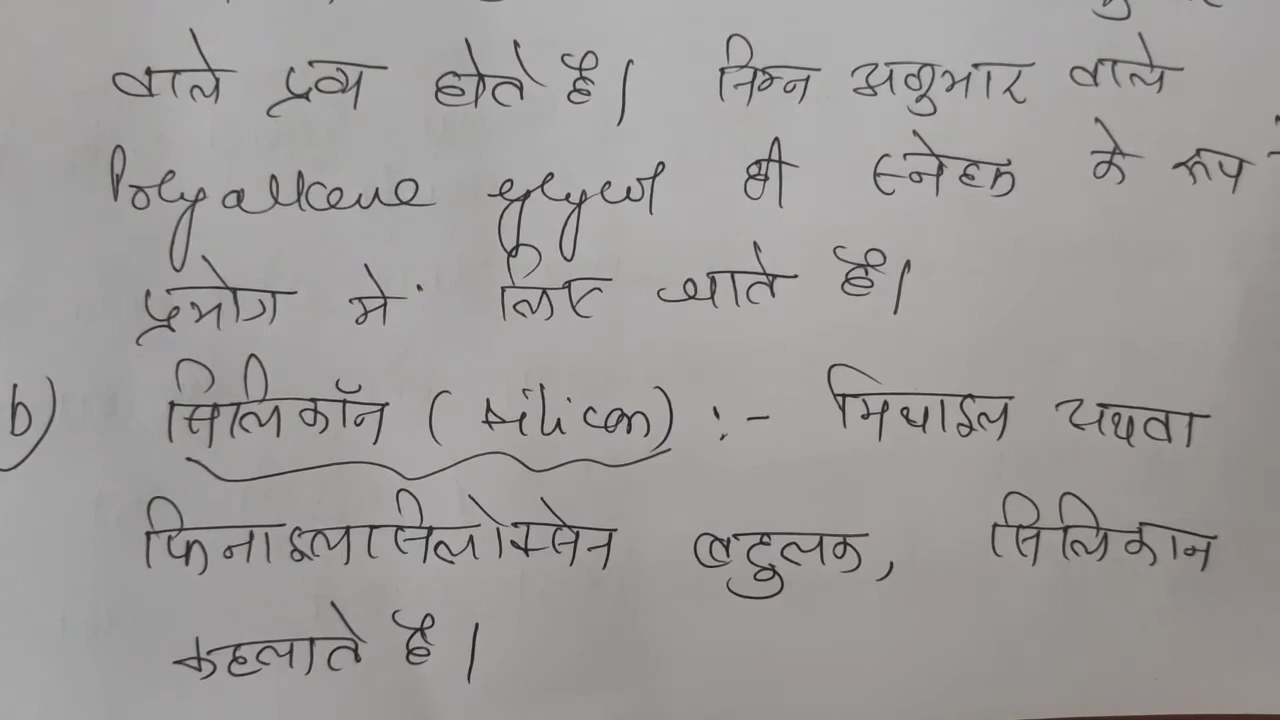 वाले द्रव्य होते है।  निम्न अणुभार वाले
Polyalkene glycol भी स्नेहक के रूप
प्रयोग में लिए जाते है।
b) सिलिकॉन (silicon) :- मिथाइल अथवा
फिनाइलसिलोक्सेन बहुलक, सिलिकान
कहलाते है।